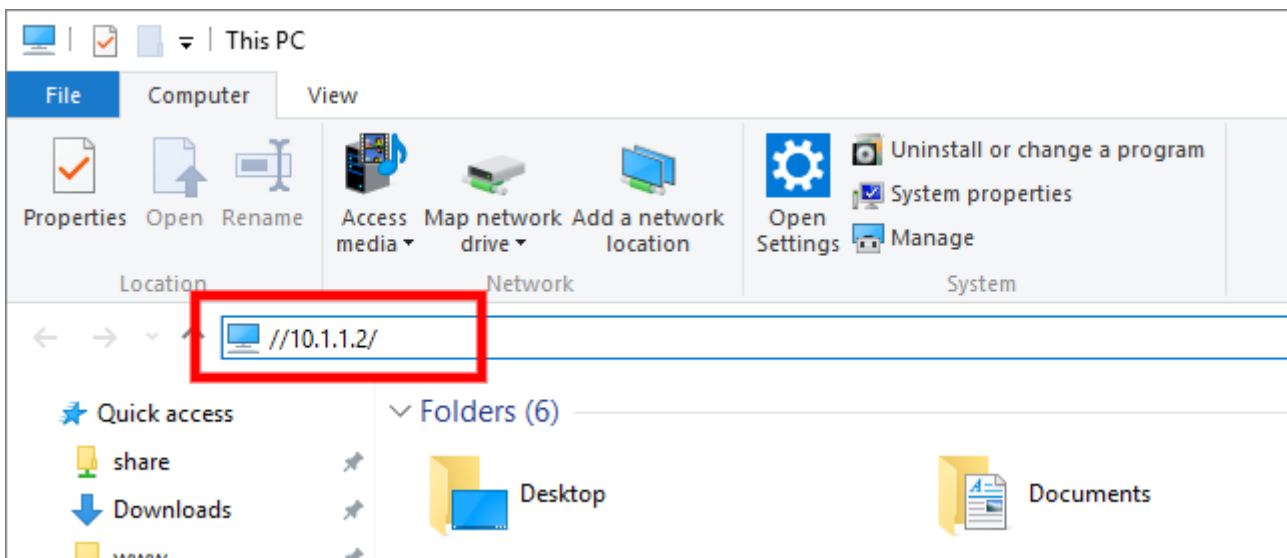 This PC
File Computer View
Properties Open Rename Access media Map network drive Add a network location Open Settings Uninstall or change a program
System properties
Manage
Location Network System
//10.1.1.2/
Quick access
Folders (6)
share
Desktop Documents
Downloads